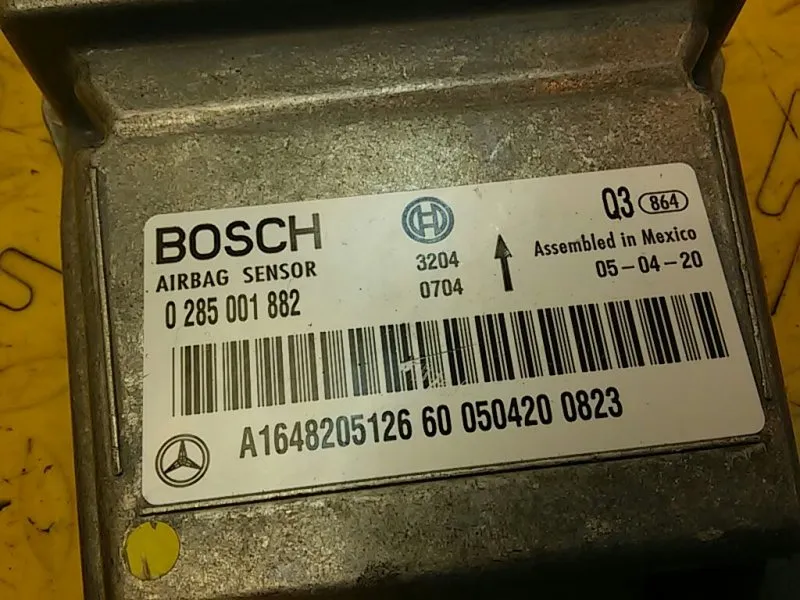 BOSCH
AIRBAG SENSOR
0 285 001 882
3204
0704
Q3 864
Assembled in Mexico
05-04-20
A1648205126 60 050420 0823